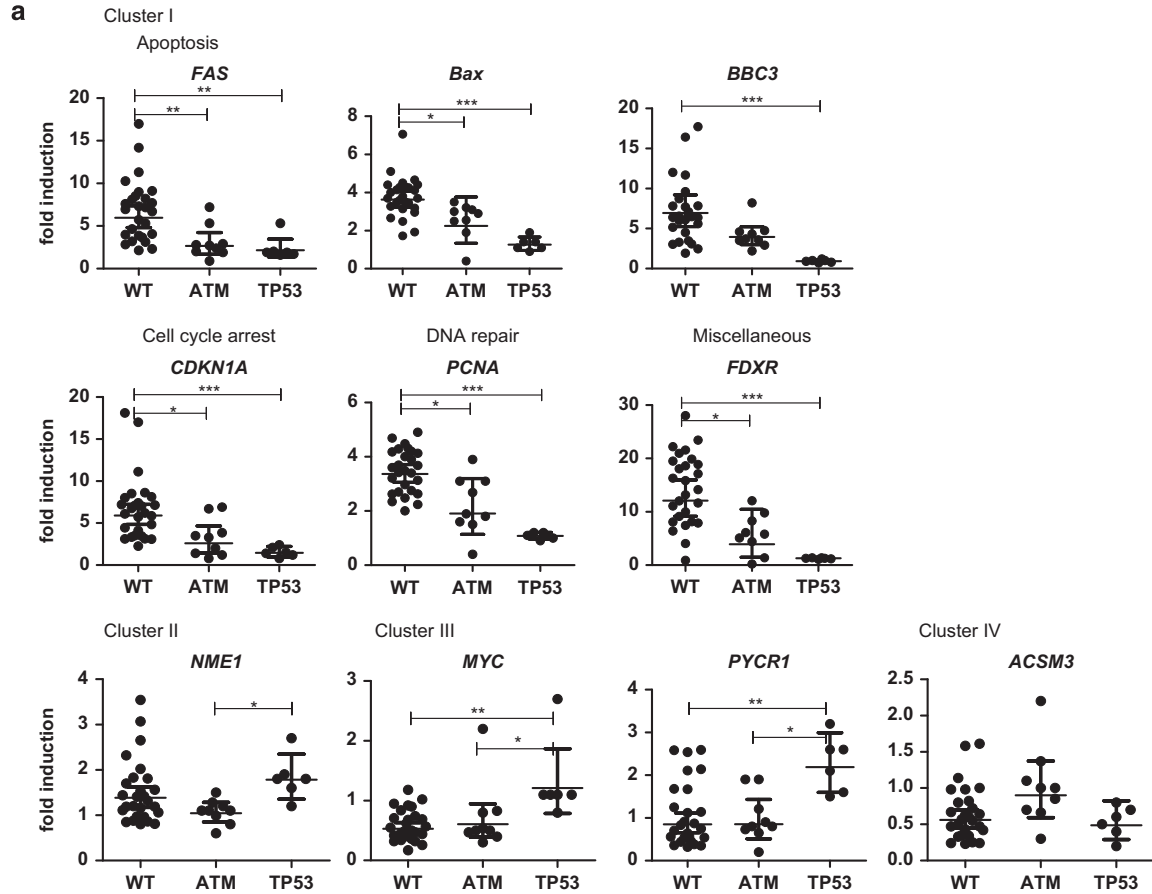 a
Cluster I
Apoptosis
FAS
Bax
BBC3
fold induction
20
15
10
5
0
**
**
WT ATM TP53
8
6
4
2
0
***
*
WT ATM TP53
20
15
10
5
0
***
WT ATM TP53
Cell cycle arrest
DNA repair
Miscellaneous
CDKN1A
PCNA
FDXR
fold induction
20
15
10
5
0
***
*
WT ATM TP53
6
4
2
0
***
*
WT ATM TP53
30
20
10
0
***
*
WT ATM TP53
Cluster II
Cluster III
Cluster IV
NME1
MYC
PYCR1
ACSM3
fold induction
4
3
2
1
0
*
WT ATM TP53
3
2
1
0
**
*
WT ATM TP53
4
3
2
1
0
**
*
WT ATM TP53
2.5
2.0
1.5
1.0
0.5
0.0
WT ATM TP53